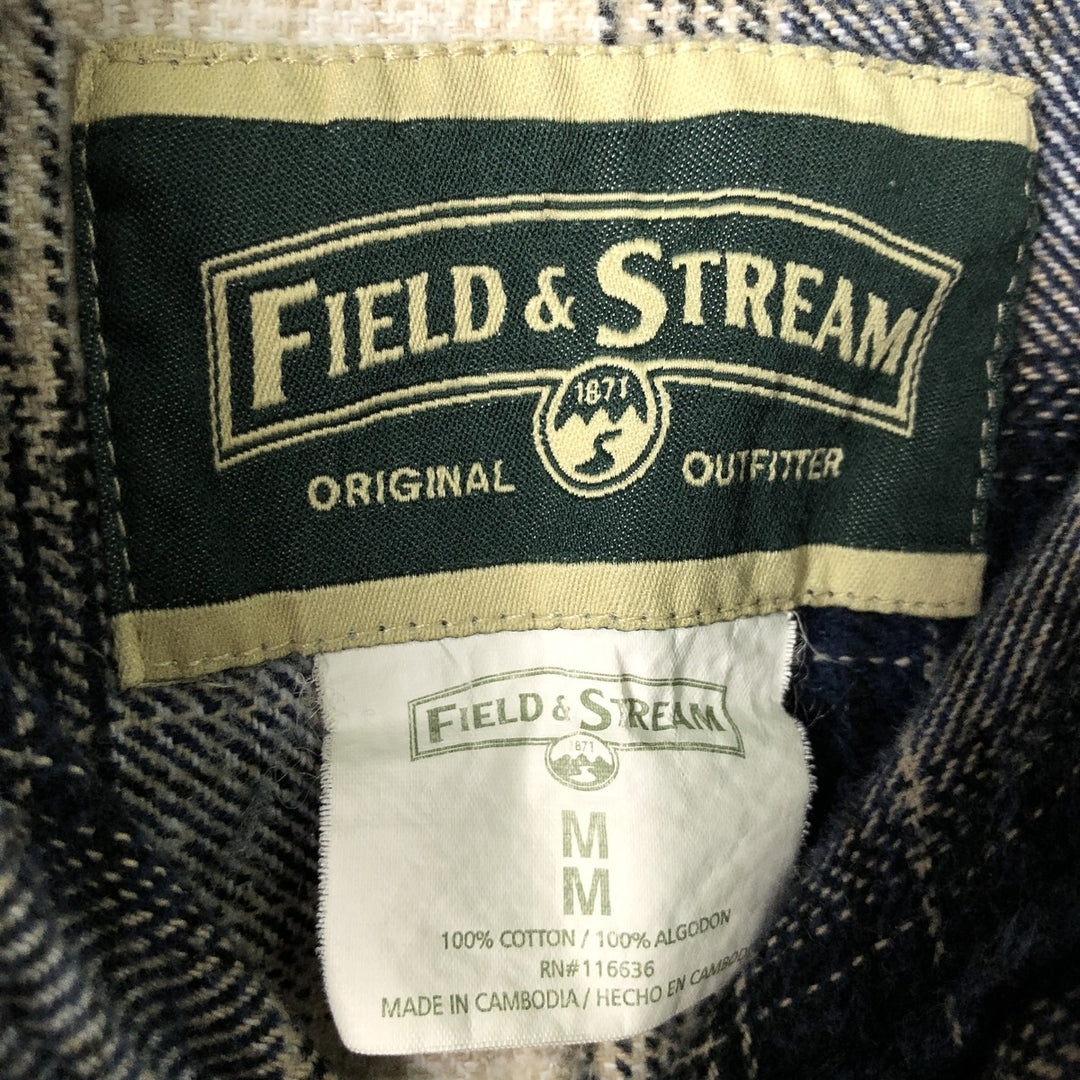 FIELD & STREAM
1871
ORIGINAL OUTFITTER
FIELD & STREAM
1871
M
M
100% COTTON / 100% ALGODON
RN#116636
MADE IN CAMBODIA / HECHO EN CAMBODIA